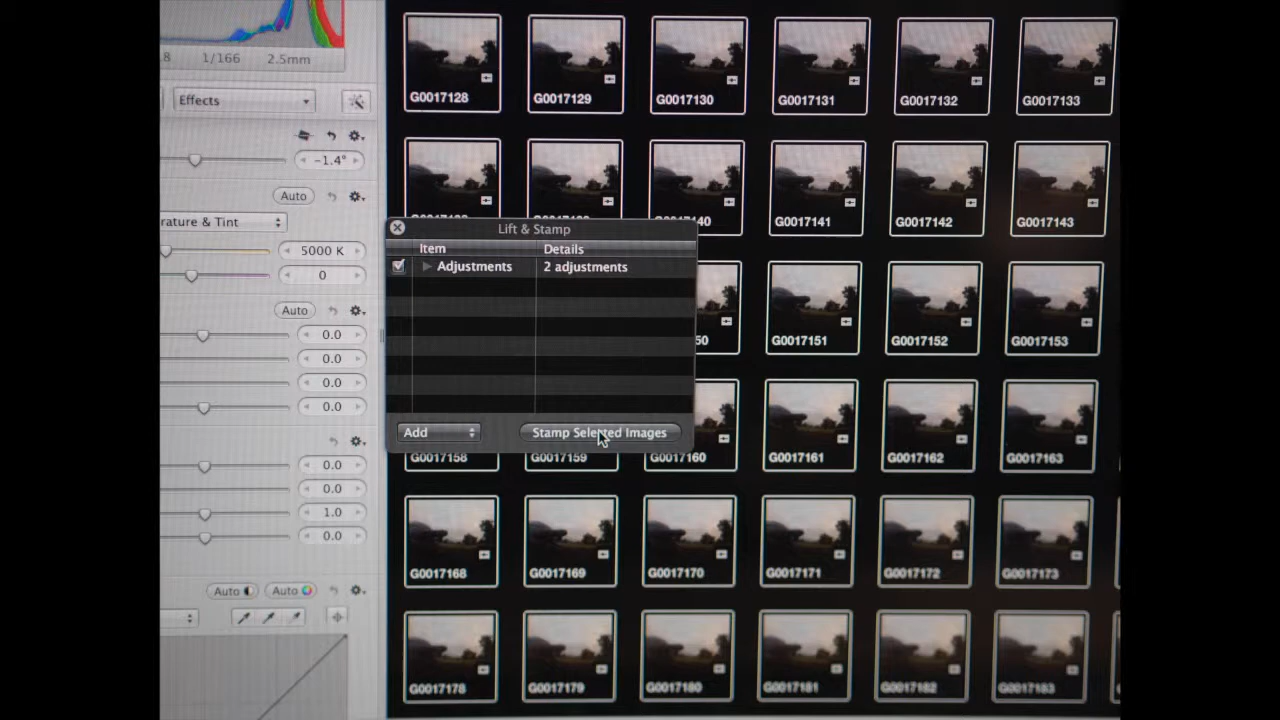 .8 1/166 2.5mm
Effects
-1.4°
Auto
rature & Tint
5000 K
0
Auto
0.0
0.0
0.0
0.0
0.0
0.0
1.0
0.0
Auto Auto
G0017128 G0017129 G0017130 G0017131 G0017132 G0017133
40 G0017141 G0017142 G0017143
Lift & Stamp
Item Details
Adjustments 2 adjustments
Add Stamp Selected Images
50 G0017151 G0017152 G0017153
G0017158 G0017159 G0017160 G0017161 G0017162 G0017163
G0017168 G0017169 G0017170 G0017171 G0017172 G0017173
G0017178 G0017179 G0017180 G0017181 G0017182 G0017183